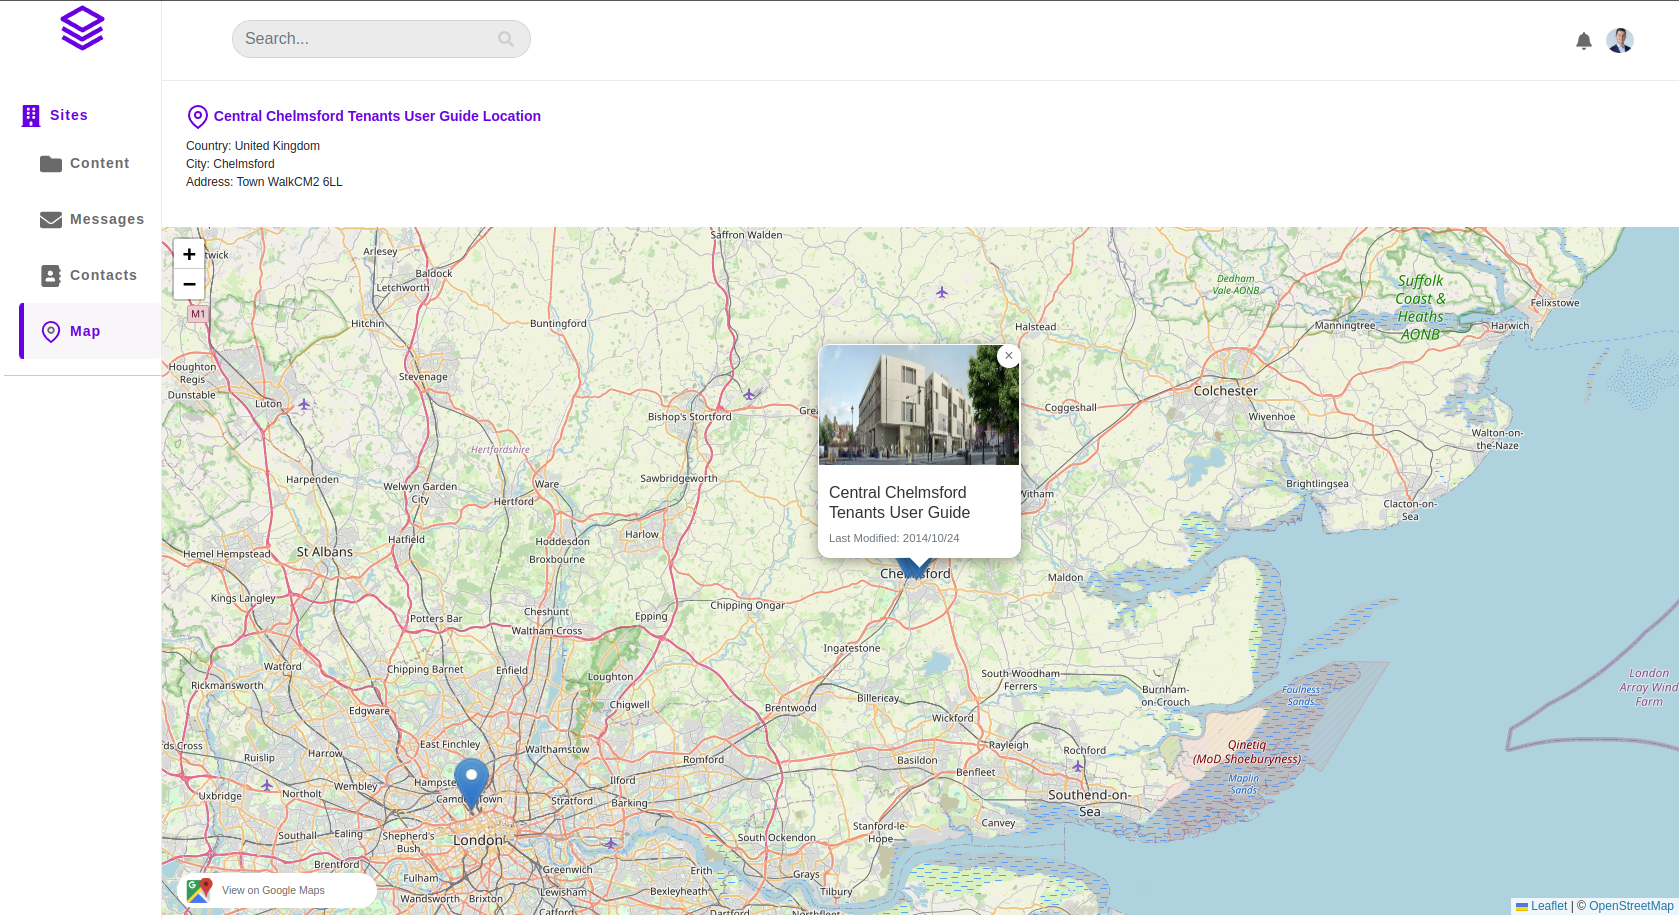 Search...
Sites
Content
Messages
Contacts
Map
Central Chelmsford Tenants User Guide Location
Country: United Kingdom
City: Chelmsford
Address: Town WalkCM2 6LL
+
−
M1
twick
Arlesey
Saffron Walden
Baldock
Letchworth
Hitchin
Buntingford
Halstead
Dedham
Vale AONB
Suffolk
Coast &
Heaths
AONB
Felixstowe
Manningtree
Harwich
Houghton
Regis
Dunstable
Luton
Stevenage
Bishop's Stortford
Grea
Coggeshall
Colchester
Wivenhoe
Walton-on-
the-Naze
Hertfordshire
Harpenden
Welwyn Garden
City
Ware
Hertford
Sawbridgeworth
Witham
Brightlingsea
Clacton-on-
Sea
×
Central Chelmsford
Tenants User Guide
Last Modified: 2014/10/24
Hemel Hempstead
St Albans
Hatfield
Hoddesdon
Broxbourne
Harlow
Chelmsford
Maldon
Kings Langley
Potters Bar
Cheshunt
Waltham Cross
Epping
Chipping Ongar
Ingatestone
Watford
Rickmansworth
Chipping Barnet
Enfield
Loughton
Chigwell
Brentwood
Billericay
South Woodham
Ferrers
Burnham-
on-Crouch
Foulness
Sands
London
Array Wind
Farm
Edgware
Wickford
rds Cross
Ruislip
Harrow
East Finchley
Walthamstow
Romford
Basildon
Rayleigh
Rochford
Benfleet
Qinetiq
(MoD Shoeburyness)
Maplin
Sands
Uxbridge
Northolt
Wembley
Hampste
Camden Town
Stratford
Ilford
Barking
Southend-on-
Sea
Southall
Ealing
Shepherd's
Bush
London
South Ockendon
Stanford-le-
Hope
Canvey
Brentford
Fulham
Wandsworth
Brixton
Greenwich
Lewisham
Catford
Erith
Bexleyheath
Dartford
Grays
Tilbury
Northfleet
G
View on Google Maps
Leaflet | © OpenStreetMap